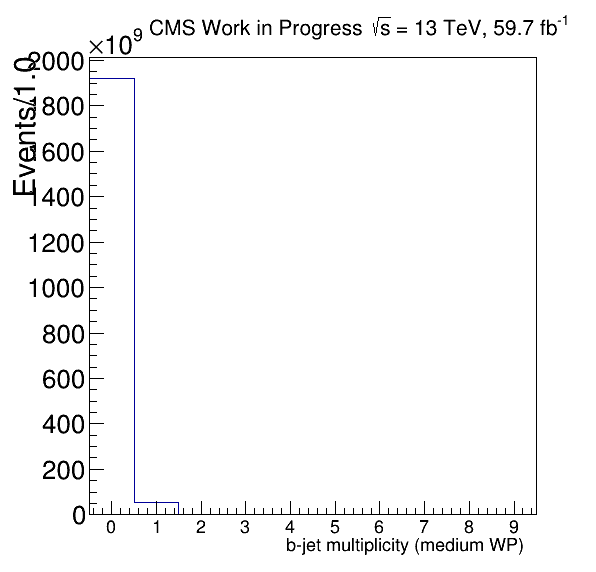 ×10⁹ CMS Work in Progress √s = 13 TeV, 59.7 fb⁻¹
Events/1.0
2000
1800
1600
1400
1200
1000
800
600
400
200
0
0 1 2 3 4 5 6 7 8 9
b-jet multiplicity (medium WP)